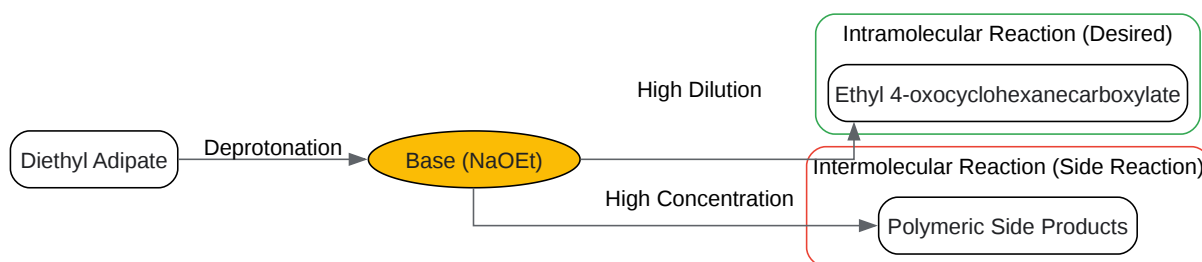 Intramolecular Reaction (Desired)
High Dilution
Ethyl 4-oxocyclohexanecarboxylate
Diethyl Adipate
Deprotonation
Base (NaOEt)
Intermolecular Reaction (Side Reaction)
High Concentration
Polymeric Side Products